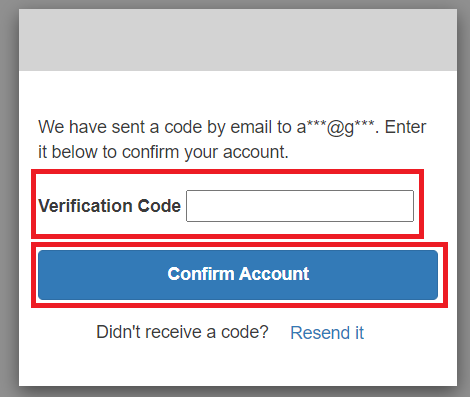 We have sent a code by email to a***@g***. Enter
it below to confirm your account.
Verification Code
Confirm Account
Didn't receive a code? Resend it